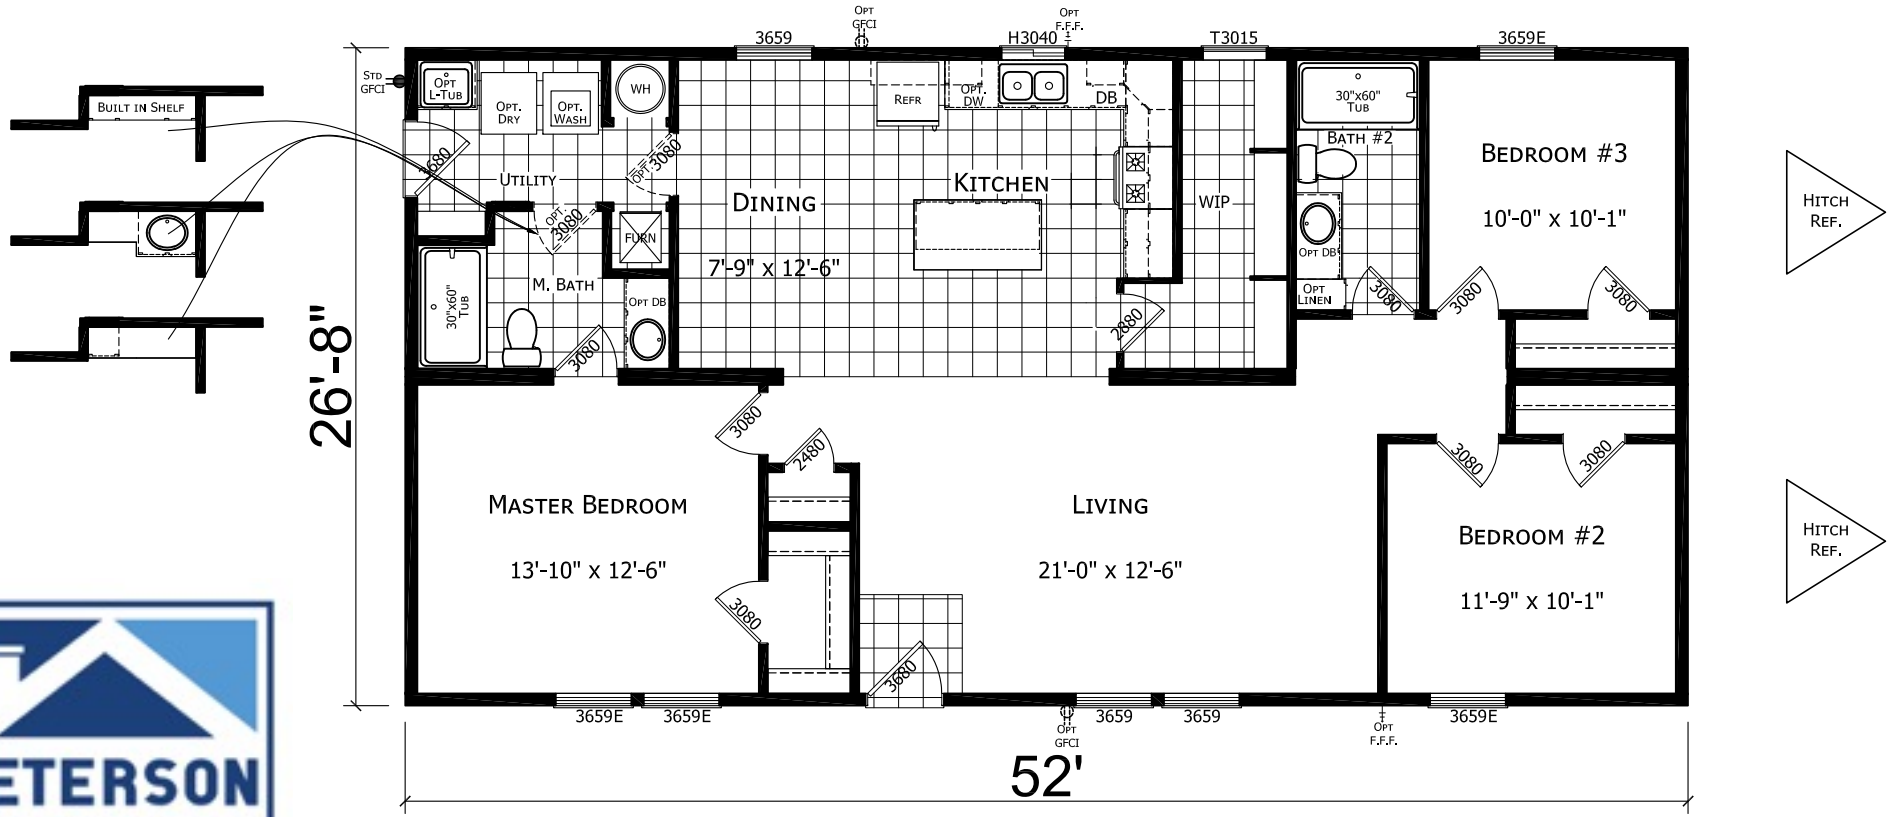 OPT
GFCI
OPT
F.F.F.
3659
H3040
T3015
3659E
STD
GFCI
BUILT IN SHELF
OPT
L-TUB
OPT.
DRY
OPT.
WASH
WH
REFR
OPT.
DW
DB
30"x60"
TUB
BATH #2
BEDROOM #3
10'-0" x 10'-1"
HITCH
REF.
3680
UTILITY
OPT.
3080
OPT.
3080
FURN
DINING
7'-9" x 12'-6"
KITCHEN
WIP
OPT DB
OPT
LINEN
3080
3080
3080
M. BATH
30"x60"
TUB
OPT DB
3080
2880
26'-8"
3080
2480
3080
3080
MASTER BEDROOM
13'-10" x 12'-6"
LIVING
21'-0" x 12'-6"
BEDROOM #2
11'-9" x 10'-1"
HITCH
REF.
3080
3680
3659E
3659E
3659
3659
3659E
OPT
GFCI
OPT
F.F.F.
52'
ETERSON